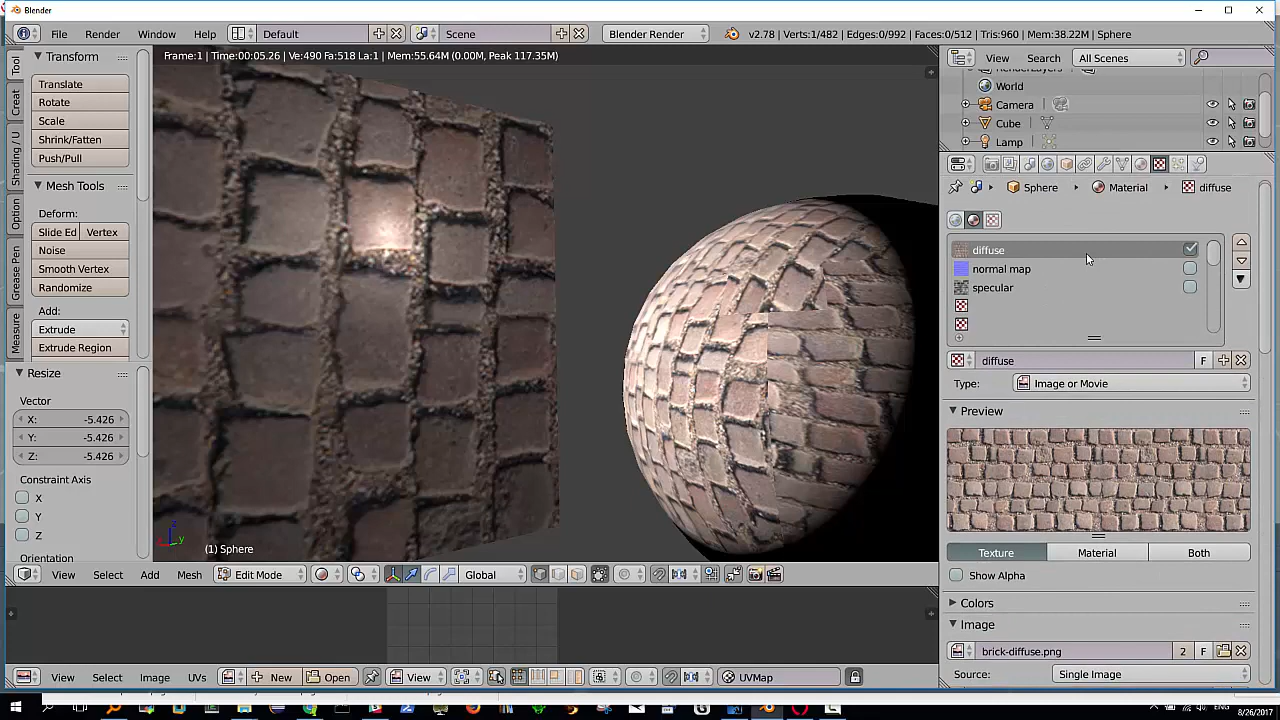 Blender
File Render Window Help Default Scene Blender Render v2.78 | Verts:1/482 | Edges:0/992 | Faces:0/512 | Tris:960 | Mem:38.22M | Sphere
Frame:1 | Time:00:05.26 | Ve:490 Fa:518 La:1 | Mem:55.64M (0.00M, Peak 117.35M)
Tool
Creat
Shading / U
Option
Grease Pen
Measure
Transform
Translate
Rotate
Scale
Shrink/Fatten
Push/Pull
Mesh Tools
Deform:
Slide Ed Vertex
Noise
Smooth Vertex
Randomize
Add:
Extrude
Extrude Region
Resize
Vector
X: -5.426
Y: -5.426
Z: -5.426
Constraint Axis
X
Y
Z
Orientation
(1) Sphere
View Select Add Mesh Edit Mode Global
View Select Image UVs New Open View UVMap
View Search All Scenes
RenderLayers
World
Camera
Cube
Lamp
Sphere Material diffuse
diffuse
normal map
specular
diffuse F
Type: Image or Movie
Preview
Texture Material Both
Show Alpha
Colors
Image
brick-diffuse.png 2 F
Source: Single Image
ENG
8/26/2017